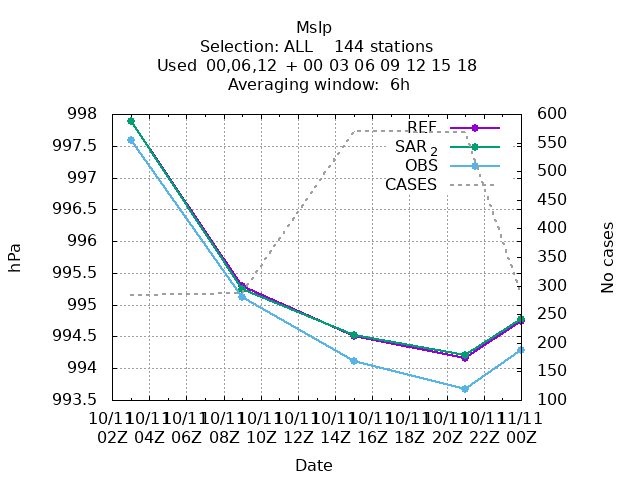 Mslp
Selection: ALL    144 stations
Used  00,06,12  + 00 03 06 09 12 15 18
Averaging window:  6h
998
997.5
997
996.5
996
995.5
995
994.5
994
993.5
hPa
600
550
500
450
400
350
300
250
200
150
100
No cases
REF
SAR 2
OBS
CASES
10/11 10/11 10/11 10/11 10/11 10/11 10/11 10/11 10/11 10/11 10/11 11/11
02Z 04Z 06Z 08Z 10Z 12Z 14Z 16Z 18Z 20Z 22Z 00Z
Date